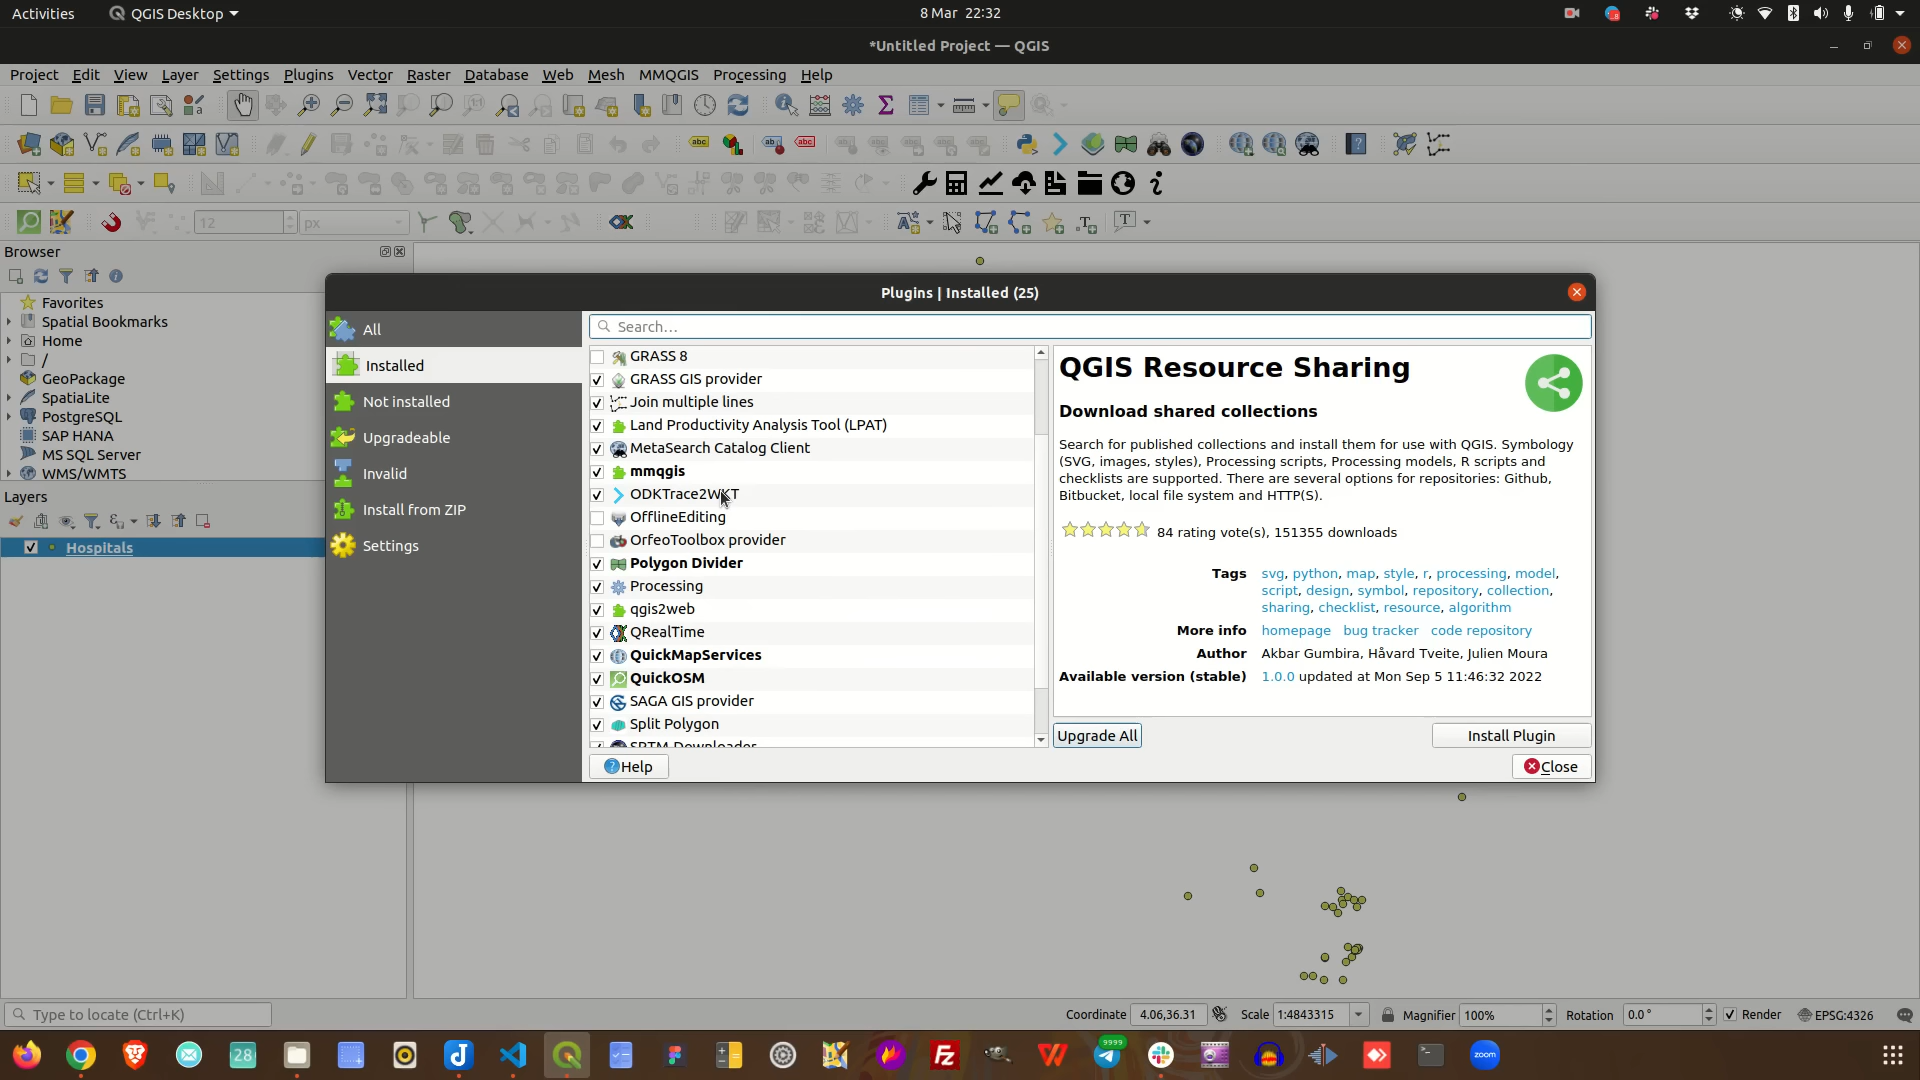 Activities
QGIS Desktop
8 Mar 22:32
*Untitled Project — QGIS
Project Edit View Layer Settings Plugins Vector Raster Database Web Mesh MMQGIS Processing Help
12
px
Browser
Favorites
Spatial Bookmarks
Home
/
GeoPackage
SpatiaLite
PostgreSQL
SAP HANA
MS SQL Server
WMS/WMTS
Layers
Hospitals
Plugins | Installed (25)
All
Installed
Not installed
Upgradeable
Invalid
Install from ZIP
Settings
Search...
GRASS 8
GRASS GIS provider
Join multiple lines
Land Productivity Analysis Tool (LPAT)
MetaSearch Catalog Client
mmqgis
ODKTrace2WKT
OfflineEditing
OrfeoToolbox provider
Polygon Divider
Processing
qgis2web
QRealTime
QuickMapServices
QuickOSM
SAGA GIS provider
Split Polygon
SRTM Downloader
QGIS Resource Sharing
Download shared collections
Search for published collections and install them for use with QGIS. Symbology
(SVG, images, styles), Processing scripts, Processing models, R scripts and
checklists are supported. There are several options for repositories: Github,
Bitbucket, local file system and HTTP(S).
84 rating vote(s), 151355 downloads
Tags svg, python, map, style, r, processing, model,
script, design, symbol, repository, collection,
sharing, checklist, resource, algorithm
More info homepage bug tracker code repository
Author Akbar Gumbira, Håvard Tveite, Julien Moura
Available version (stable) 1.0.0 updated at Mon Sep 5 11:46:32 2022
Upgrade All
Install Plugin
Help
Close
Type to locate (Ctrl+K)
Coordinate 4.06,36.31
Scale 1:4843315
Magnifier 100%
Rotation 0.0°
Render
EPSG:4326
28
9999
zoom